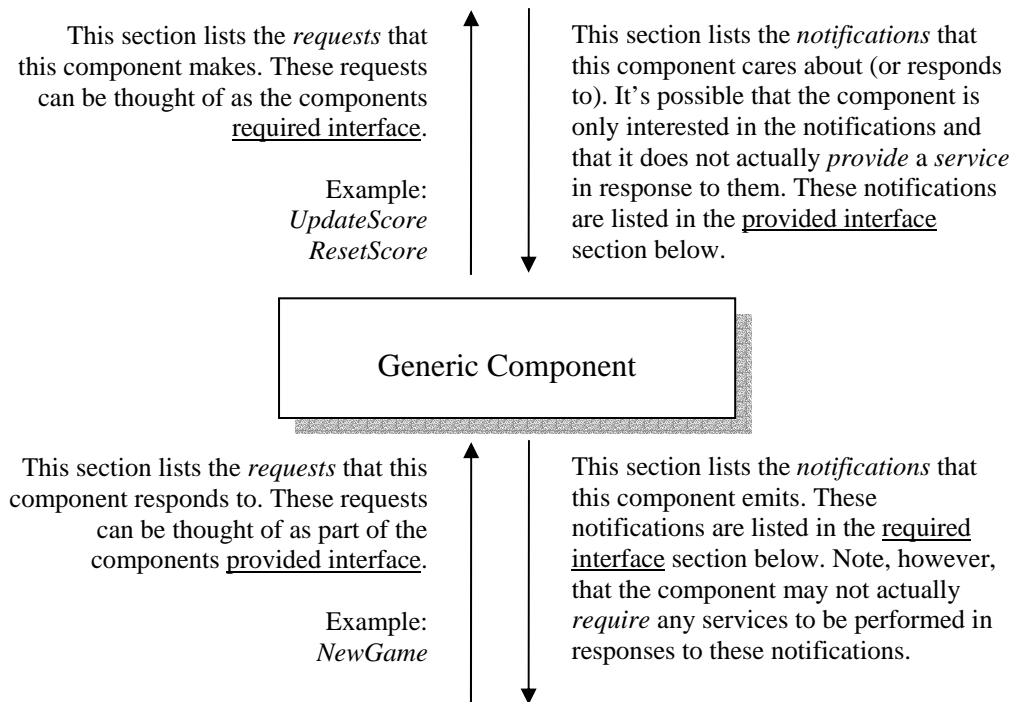 This section lists the requests that
this component makes. These requests
can be thought of as the components
required interface.
Example:
UpdateScore
ResetScore
This section lists the notifications that
this component cares about (or responds
to). It’s possible that the component is
only interested in the notifications and
that it does not actually provide a service
in response to them. These notifications
are listed in the provided interface
section below.
Generic Component
This section lists the requests that this
component responds to. These requests
can be thought of as part of the
components provided interface.
Example:
NewGame
This section lists the notifications that
this component emits. These
notifications are listed in the required
interface section below. Note, however,
that the component may not actually
require any services to be performed in
responses to these notifications.